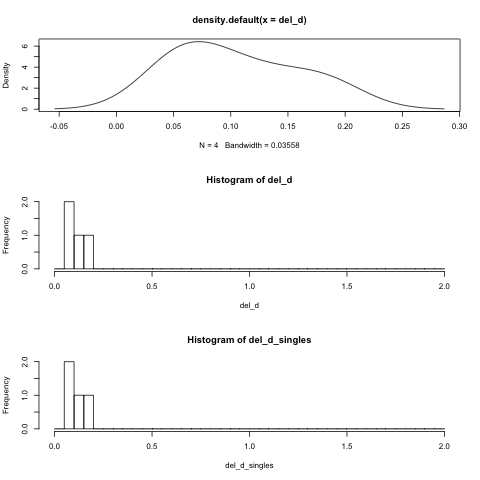 density.default(x = del_d)
Density
0 2 4 6
-0.05 0.00 0.05 0.10 0.15 0.20 0.25 0.30
N = 4 Bandwidth = 0.03558
Histogram of del_d
Frequency
0.0 1.0 2.0
0.0 0.5 1.0 1.5 2.0
del_d
Histogram of del_d_singles
Frequency
0.0 1.0 2.0
0.0 0.5 1.0 1.5 2.0
del_d_singles